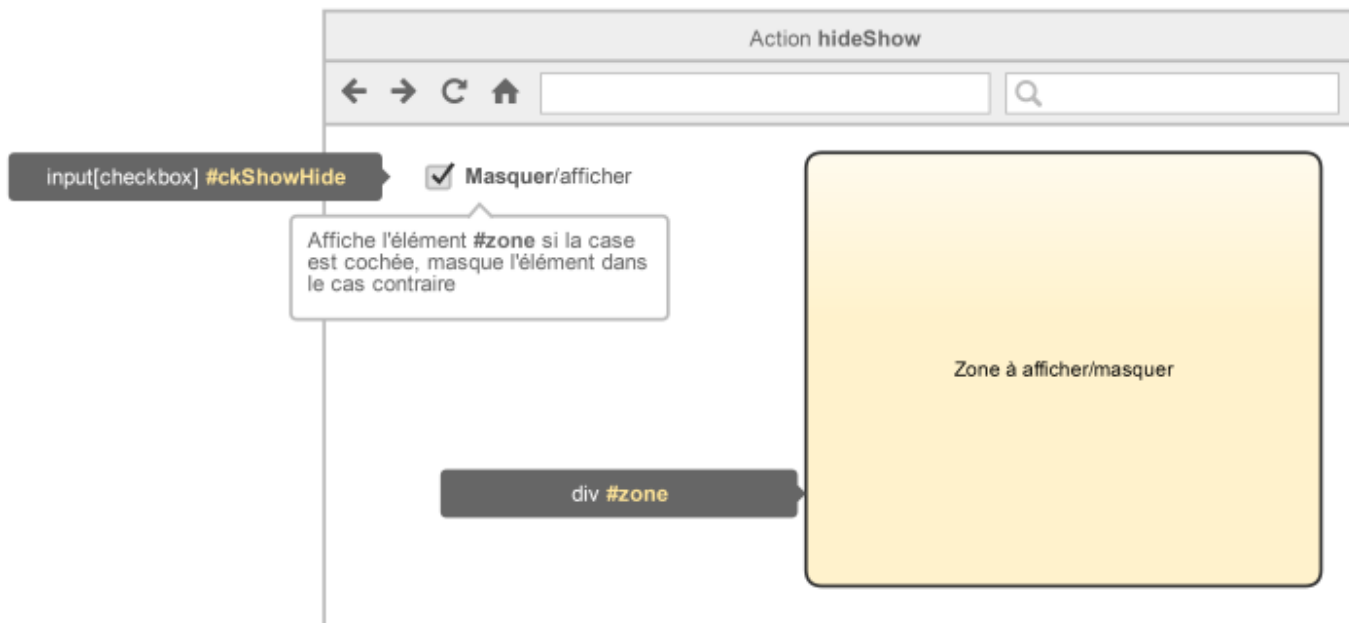 Action hideShow
input[checkbox] #ckShowHide
Masquer/afficher
Affiche l'élément #zone si la case
est cochée, masque l'élément dans
le cas contraire
Zone à afficher/masquer
div #zone